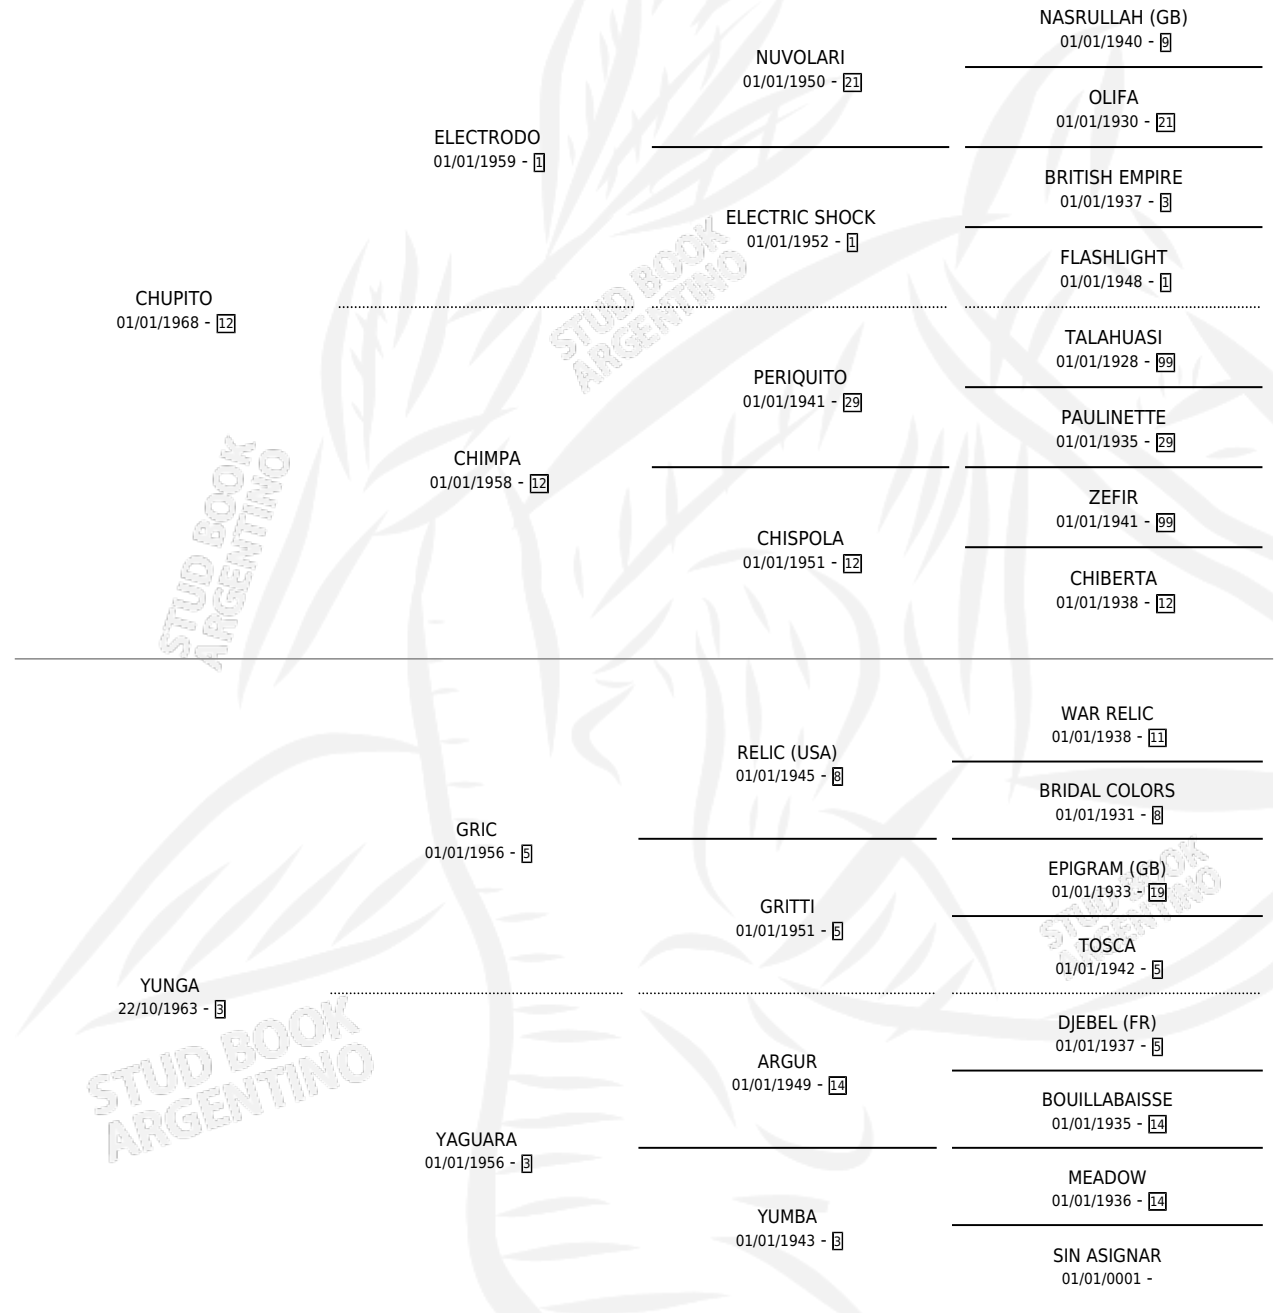 NASRULLAH (GB)
01/01/1940 - 9
NUVOLARI
01/01/1950 - 21
OLIFA
01/01/1930 - 21
ELECTRODO
01/01/1959 - 1
BRITISH EMPIRE
01/01/1937 - 3
ELECTRIC SHOCK
01/01/1952 - 1
FLASHLIGHT
01/01/1948 - 1
CHUPITO
01/01/1968 - 12
STUD BOOK
ARGENTINO
TALAHUASI
01/01/1928 - 99
PERIQUITO
01/01/1941 - 29
PAULINETTE
01/01/1935 - 29
CHIMPA
01/01/1958 - 12
ZEFIR
01/01/1941 - 99
CHISPOLA
01/01/1951 - 12
CHIBERTA
01/01/1938 - 12
STUD BOOK
ARGENTINO
WAR RELIC
01/01/1938 - 11
RELIC (USA)
01/01/1945 - 8
BRIDAL COLORS
01/01/1931 - 8
GRIC
01/01/1956 - 5
EPIGRAM (GB)
01/01/1933 - 19
GRITTI
01/01/1951 - 5
STUD BOOK
ARGENTINO
TOSCA
01/01/1942 - 5
YUNGA
22/10/1963 - 3
STUD BOOK
ARGENTINO
DJEBEL (FR)
01/01/1937 - 5
ARGUR
01/01/1949 - 14
BOUILLABAISSE
01/01/1935 - 14
YAGUARA
01/01/1956 - 3
MEADOW
01/01/1936 - 14
YUMBA
01/01/1943 - 3
SIN ASIGNAR
01/01/0001 -